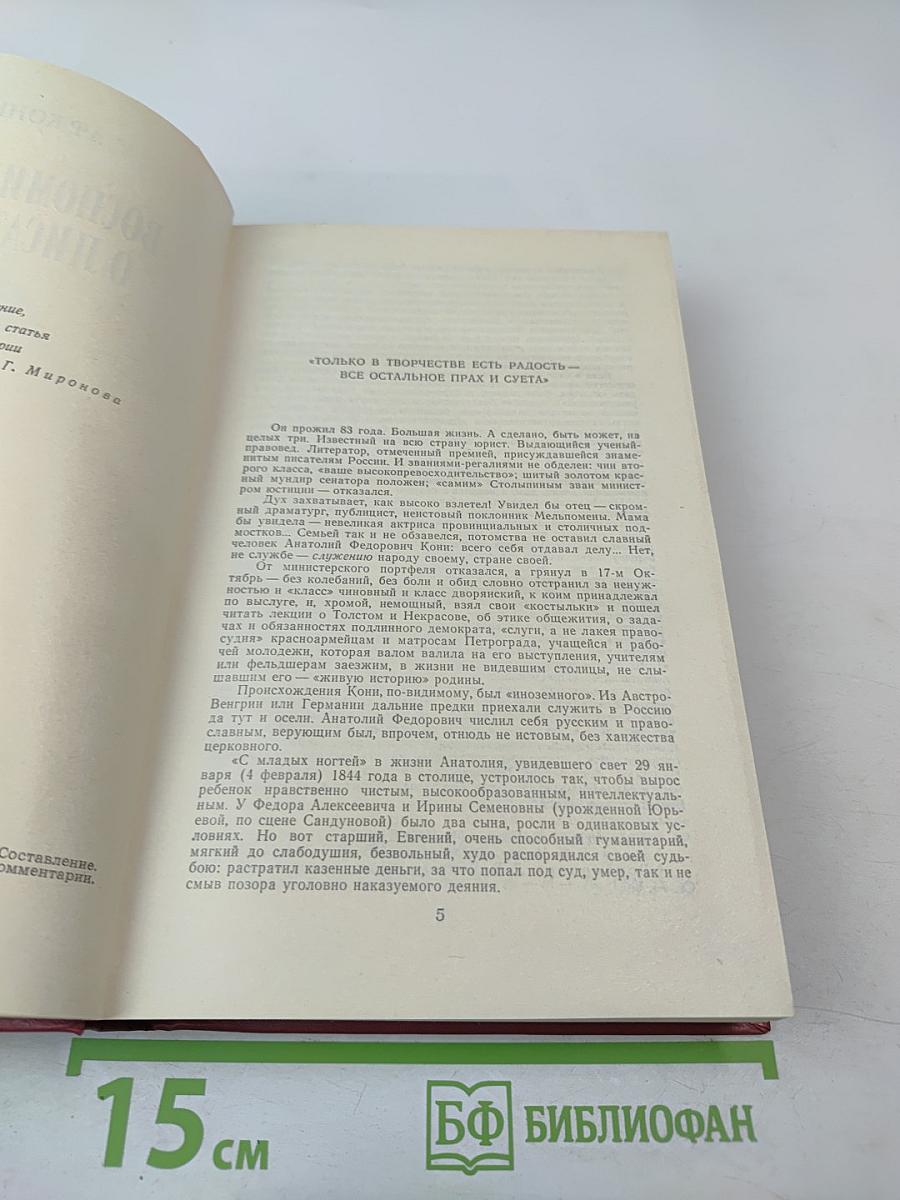 ние,
статья
рии
Г. Миронова
Составление.
омментарии.
«ТОЛЬКО В ТВОРЧЕСТВЕ ЕСТЬ РАДОСТЬ —
ВСЕ ОСТАЛЬНОЕ ПРАХ И СУЕТА»
Он прожил 83 года. Большая жизнь. А сделано, быть может, на
целых три. Известный на всю страну юрист. Выдающийся ученый-
правовед. Литератор, отмеченный премией, присуждавшейся знаме-
нитым писателям России. И званиями-регалиями не обделен: чин вто-
рого класса, «ваше высокопревосходительство»; шитый золотом крас-
ный мундир сенатора положен; «самим» Столыпиным зван минист-
ром юстиции — отказался.
Дух захватывает, как высоко взлетел! Увидел бы отец — скром-
ный драматург, публицист, неистовый поклонник Мельпомены. Мама
бы увидела — невеликая актриса провинциальных и столичных под-
мостков... Семьей так и не обзавелся, потомства не оставил славный
человек Анатолий Федорович Кони: всего себя отдавал делу... Нет,
не службе — служению народу своему, стране своей.
От министерского портфеля отказался, а грянул в 17-м Ок-
тябрь — без колебаний, без боли и обид словно отстранил за ненуж-
ностью и «класс» чиновный и класс дворянский, к коим принадлежал
по выслуге, и, хромой, немощный, взял свои «костыльки» и пошел
читать лекции о Толстом и Некрасове, об этике общежития, о зада-
чах и обязанностях подлинного демократа, «слуги, а не лакея право-
судия» красноармейцам и матросам Петрограда, учащейся и рабо-
чей молодежи, которая валом валила на его выступления, учителям
или фельдшерам заезжим, в жизни не видевшим столицы, не слы-
шавшим его — «живую историю» родины.
Происхождения Кони, по-видимому, был «иноземного». Из Австро-
Венгрии или Германии дальние предки приехали служить в Россию
да тут и осели. Анатолий Федорович числил себя русским и право-
славным, верующим был, впрочем, отнюдь не истовым, без ханжества
церковного.
«С младых ногтей» в жизни Анатолия, увидевшего свет 29 ян-
варя (4 февраля) 1844 года в столице, устроилось так, чтобы вырос
ребенок нравственно чистым, высокообразованным, интеллектуаль-
ным. У Федора Алексеевича и Ирины Семеновны (урожденной Юрь-
евой, по сцене Сандуновой) было два сына, росли в одинаковых ус-
ловиях. Но вот старший, Евгений, очень способный гуманитарий,
мягкий до слабодушия, безвольный, худо распорядился своей судь-
бою: растратил казенные деньги, за что попал под суд, умер, так и не
смыв позора уголовно наказуемого деяния.
5
15 см
БФ БИБЛИОФАН